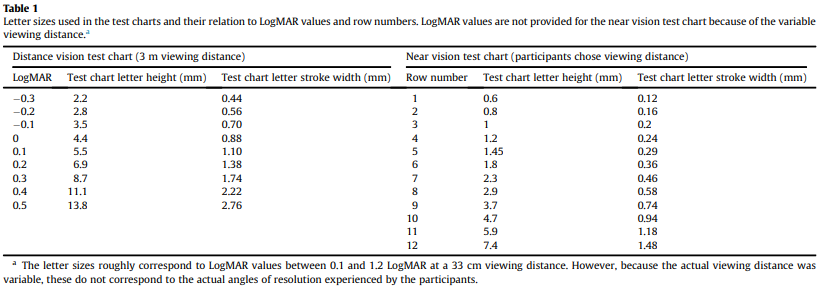 Table 1
Letter sizes used in the test charts and their relation to LogMAR values and row numbers. LogMAR values are not provided for the near vision test chart because of the variable
viewing distance.a
Distance vision test chart (3 m viewing distance) Near vision test chart (participants chose viewing distance)
LogMAR Test chart letter height (mm) Test chart letter stroke width (mm) Row number Test chart letter height (mm) Test chart letter stroke width (mm)
−0.3 2.2 0.44 1 0.6 0.12
−0.2 2.8 0.56 2 0.8 0.16
−0.1 3.5 0.70 3 1 0.2
0 4.4 0.88 4 1.2 0.24
0.1 5.5 1.10 5 1.45 0.29
0.2 6.9 1.38 6 1.8 0.36
0.3 8.7 1.74 7 2.3 0.46
0.4 11.1 2.22 8 2.9 0.58
0.5 13.8 2.76 9 3.7 0.74
10 4.7 0.94
11 5.9 1.18
12 7.4 1.48
a The letter sizes roughly correspond to LogMAR values between 0.1 and 1.2 LogMAR at a 33 cm viewing distance. However, because the actual viewing distance was
variable, these do not correspond to the actual angles of resolution experienced by the participants.